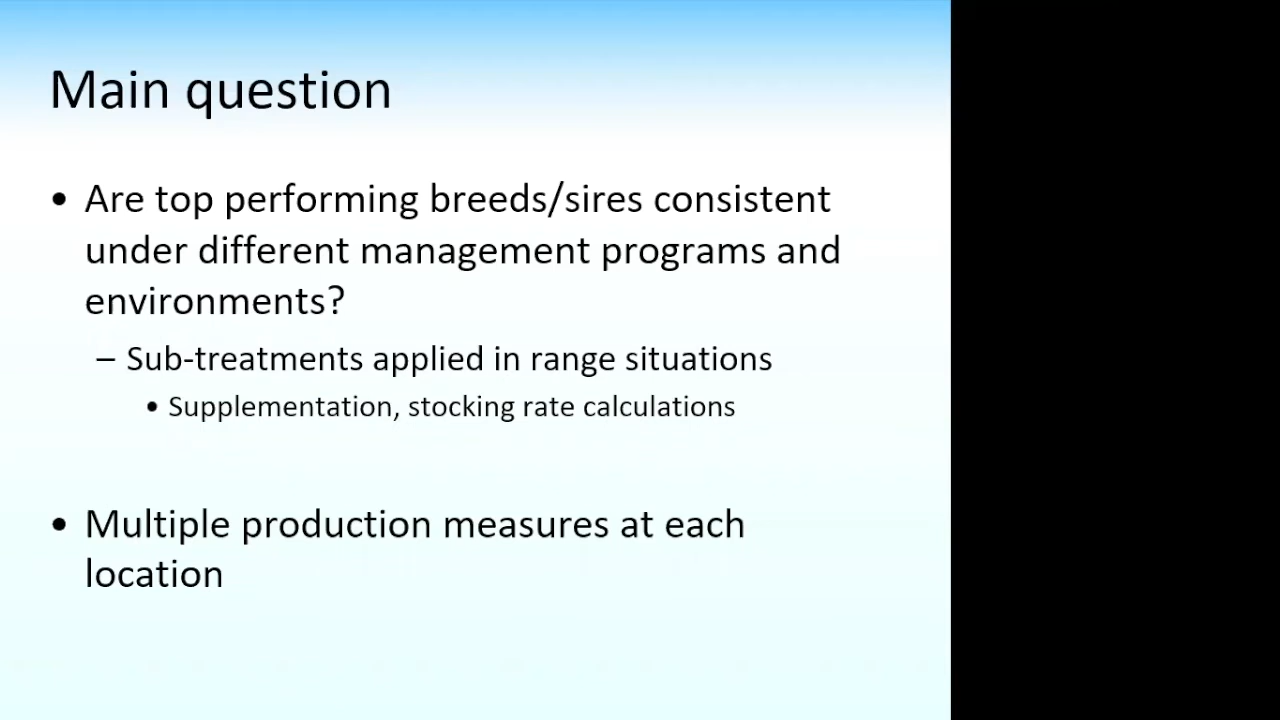 Main question
• Are top performing breeds/sires consistent
under different management programs and
environments?
– Sub-treatments applied in range situations
• Supplementation, stocking rate calculations
• Multiple production measures at each
location